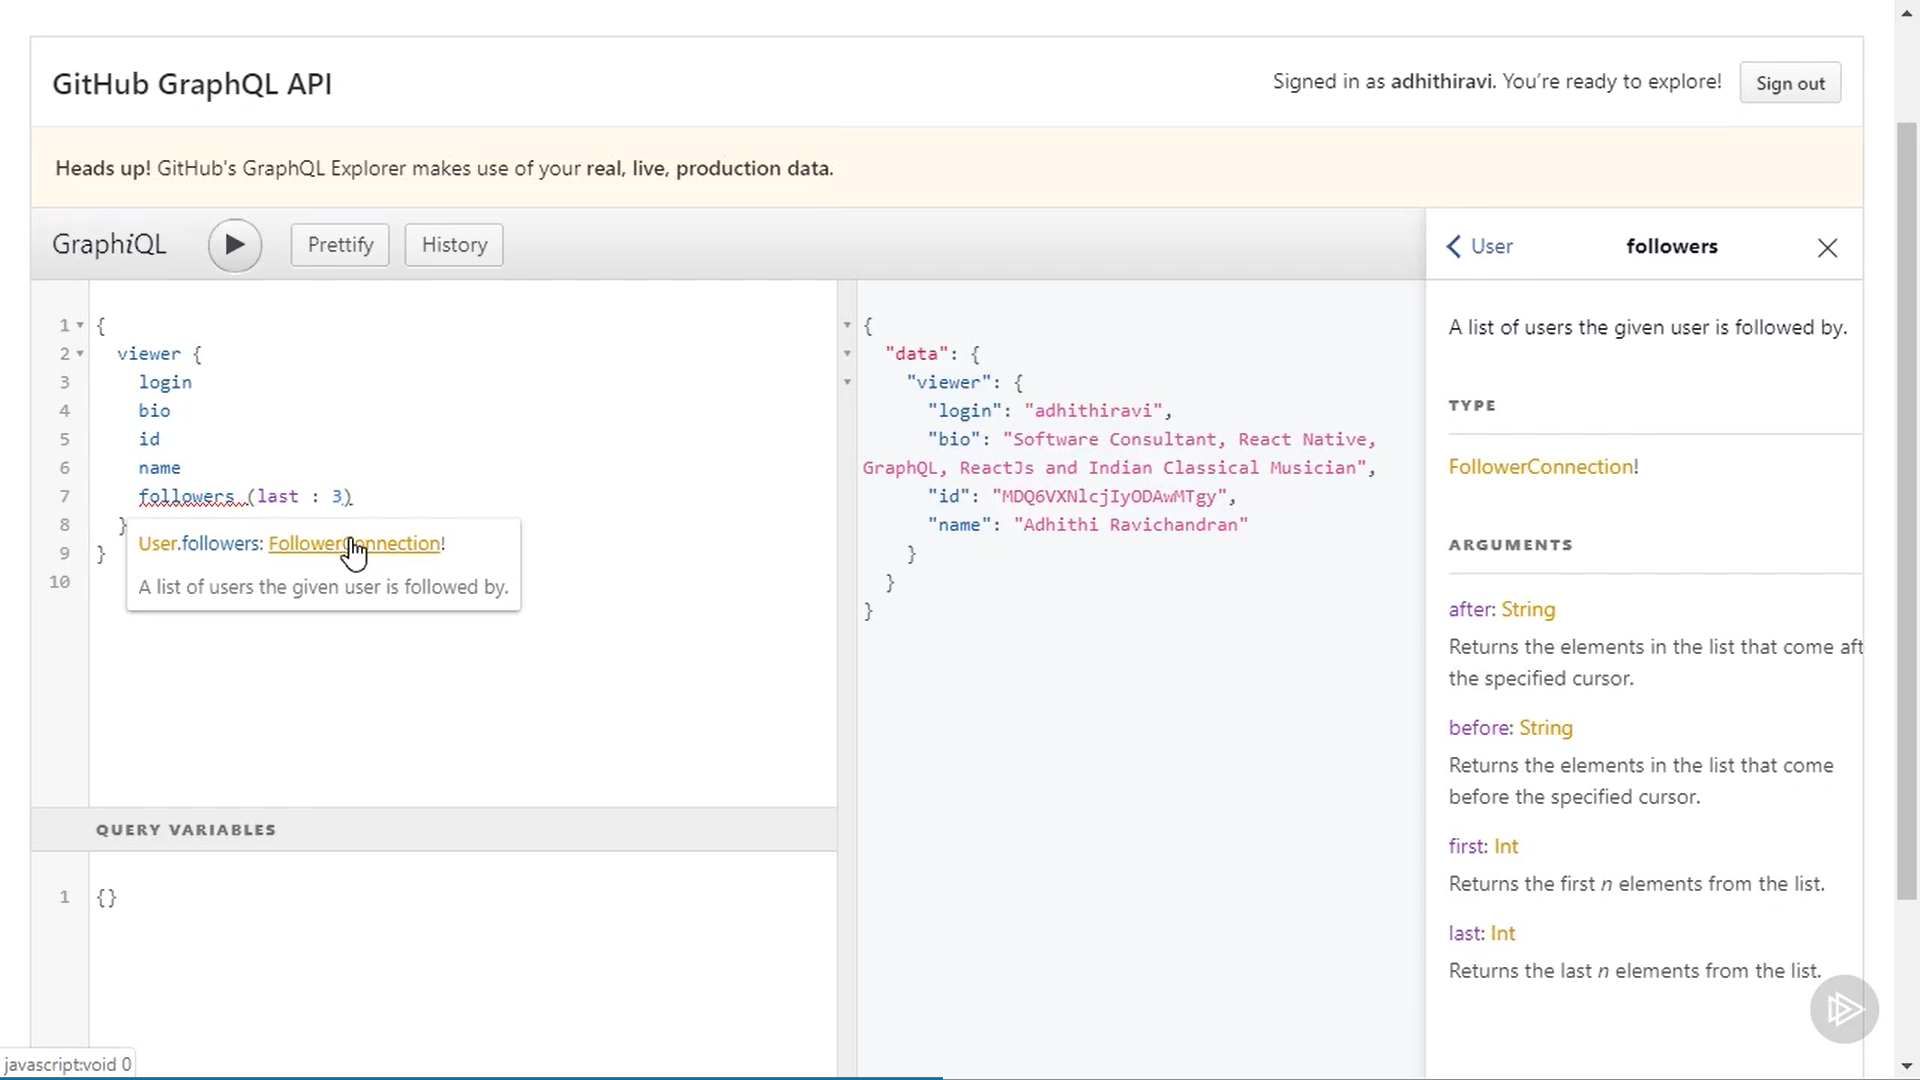 GitHub GraphQL API
Signed in as adhithiravi. You’re ready to explore!
Sign out
Heads up! GitHub's GraphQL Explorer makes use of your real, live, production data.
GraphiQL
Prettify
History
1 {
2 viewer {
3 login
4 bio
5 id
6 name
7 followers (last : 3)
8 }
9 }
10
User.followers: FollowerConnection!
A list of users the given user is followed by.
QUERY VARIABLES
1 {}
{
"data": {
"viewer": {
"login": "adhithiravi",
"bio": "Software Consultant, React Native,
GraphQL, ReactJs and Indian Classical Musician",
"id": "MDQ6VXNlcjIyODAwMTgy",
"name": "Adhithi Ravichandran"
}
}
}
User
followers
A list of users the given user is followed by.
TYPE
FollowerConnection!
ARGUMENTS
after: String
Returns the elements in the list that come aft
the specified cursor.
before: String
Returns the elements in the list that come
before the specified cursor.
first: Int
Returns the first n elements from the list.
last: Int
Returns the last n elements from the list.
javascript:void 0